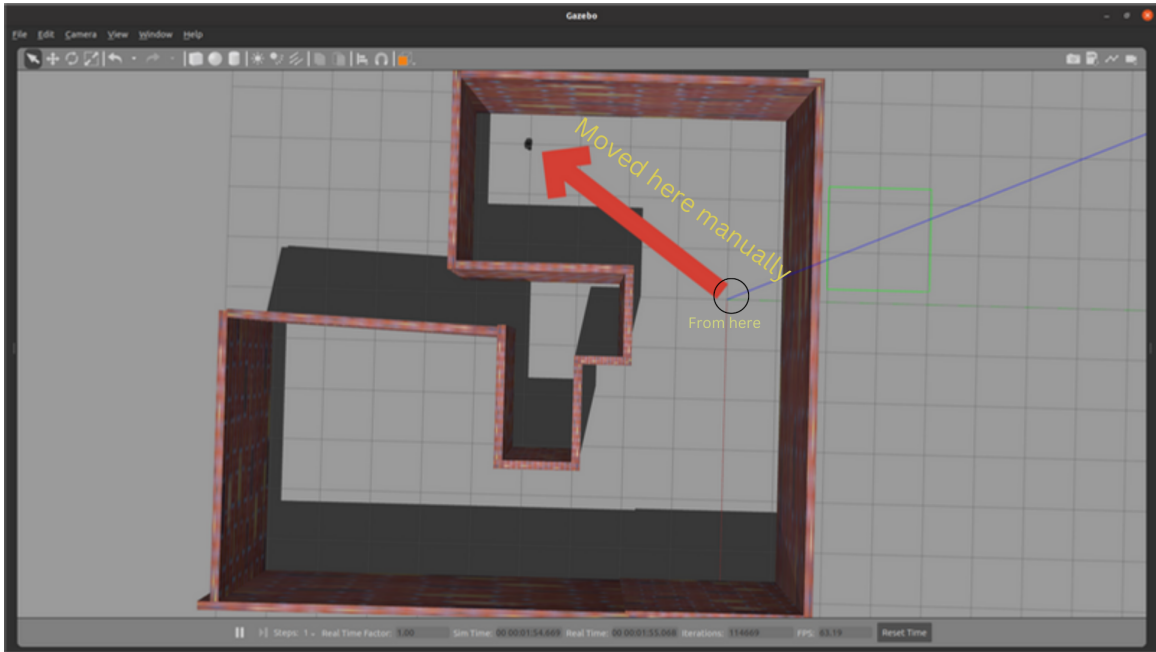 Gazebo
File Edit Camera View Window Help
Moved here manually
From here
Steps: 1 Real Time Factor: 1.00 Sim Time: 00 00:01:54.669 Real Time: 00 00:01:55.068 Iterations: 114669 FPS: 63.19 Reset Time